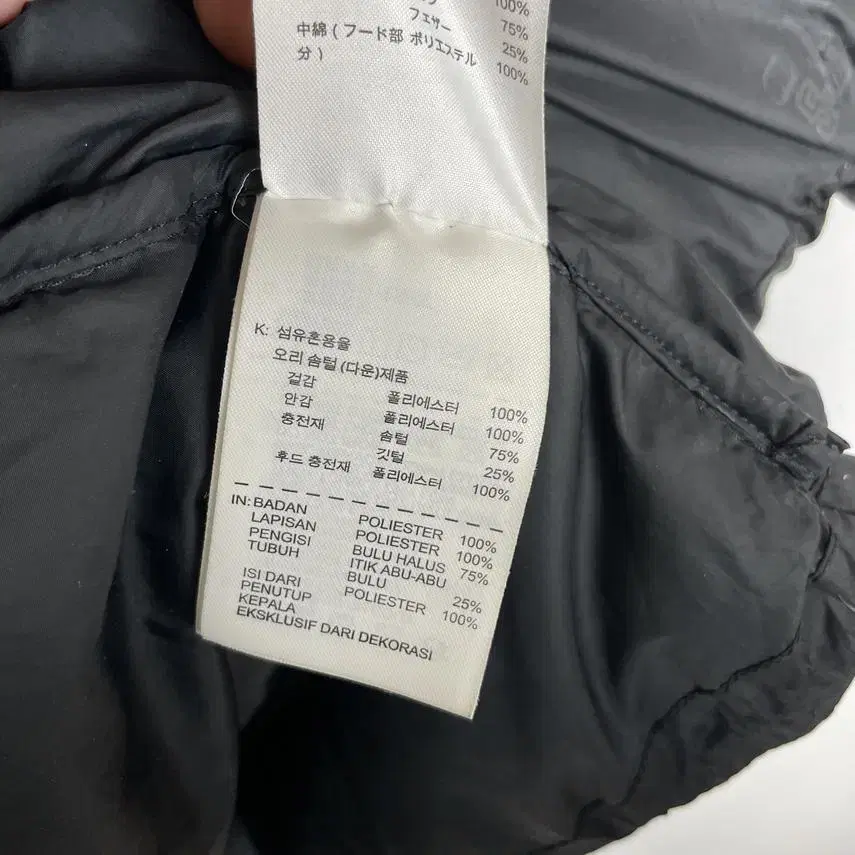 100%
フェザー 75%
中綿 ( フード部 ポリエステル 25%
分 ) 100%
K: 섬유혼용율
오리 솜털 (다운)제품
겉감 폴리에스터 100%
안감 폴리에스터 100%
충전재 솜털 75%
깃털 25%
후드 충전재 폴리에스터 100%
IN: BADAN POLIESTER 100%
LAPISAN POLIESTER 100%
PENGISI BULU HALUS 75%
TUBUH ITIK ABU-ABU
BULU 25%
ISI DARI POLIESTER 100%
PENUTUP
KEPALA
EKSKLUSIF DARI DEKORASI